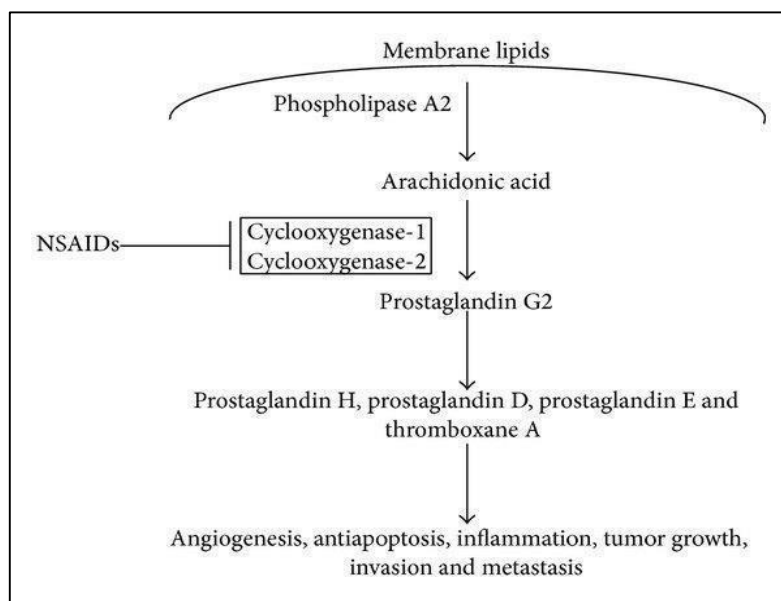 Membrane lipids
Phospholipase A2
Arachidonic acid
NSAIDs
Cyclooxygenase-1
Cyclooxygenase-2
Prostaglandin G2
Prostaglandin H, prostaglandin D, prostaglandin E and
thromboxane A
Angiogenesis, antiapoptosis, inflammation, tumor growth,
invasion and metastasis